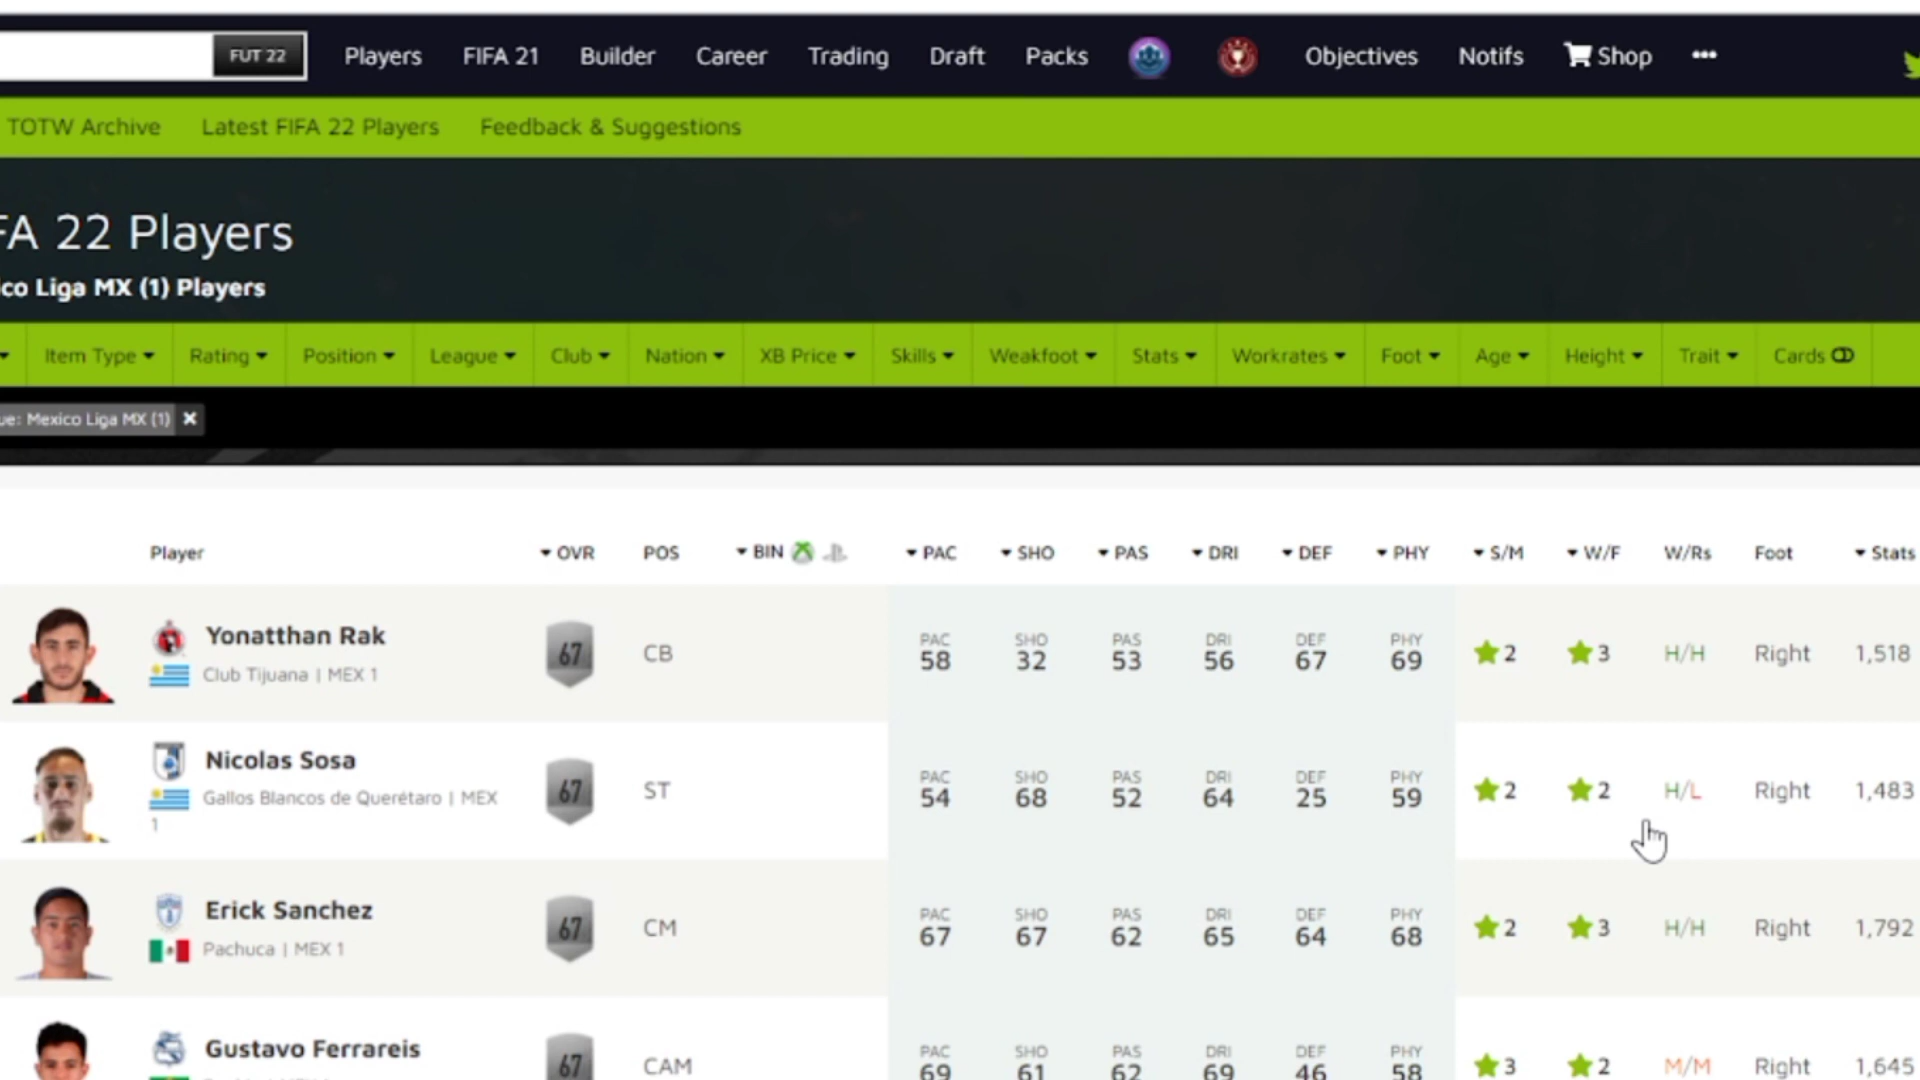 FUT 22 Players FIFA 21 Builder Career Trading Draft Packs Objectives Notifs Shop •••
TOTW Archive Latest FIFA 22 Players Feedback & Suggestions
FA 22 Players
co Liga MX (1) Players
Item Type Rating Position League Club Nation XB Price Skills Weakfoot Stats Workrates Foot Age Height Trait Cards
ue: Mexico Liga MX (1) ×
Player OVR POS BIN PAC SHO PAS DRI DEF PHY S/M W/F W/Rs Foot Stats
Yonatthan Rak
Club Tijuana | MEX 1
67 CB
PAC SHO PAS DRI DEF PHY
58 32 53 56 67 69
2 3 H/H Right 1,518
Nicolas Sosa
Gallos Blancos de Querétaro | MEX
1
67 ST
PAC SHO PAS DRI DEF PHY
54 68 52 64 25 59
2 2 H/L Right 1,483
Erick Sanchez
Pachuca | MEX 1
67 CM
PAC SHO PAS DRI DEF PHY
67 67 62 65 64 68
2 3 H/H Right 1,792
Gustavo Ferrareis
67 CAM
PAC SHO PAS DRI DEF PHY
69 61 62 69 46 58
3 2 M/M Right 1,645